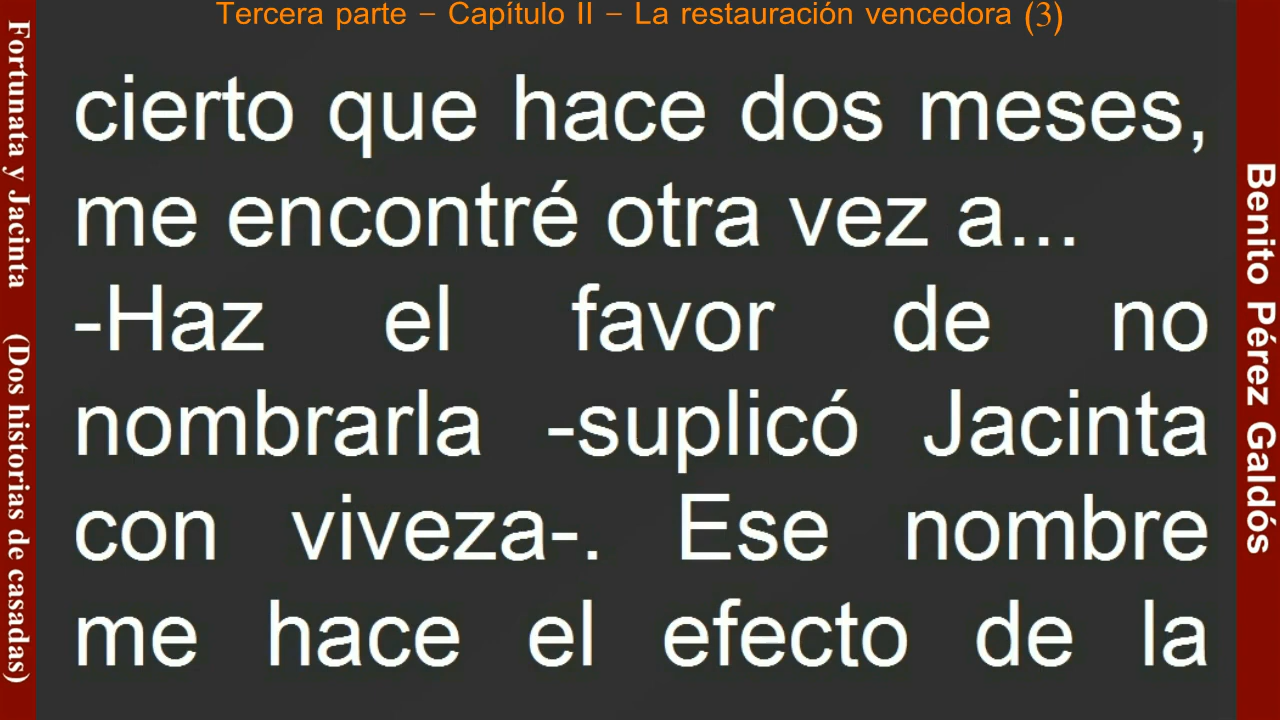 Tercera parte – Capítulo II – La restauración vencedora (3)
Fortunata y Jacinta (Dos historias de casadas)
cierto que hace dos meses,
me encontré otra vez a...
-Haz el favor de no
nombrarla -suplicó Jacinta
con viveza-. Ese nombre
me hace el efecto de la
Benito Pérez Galdós